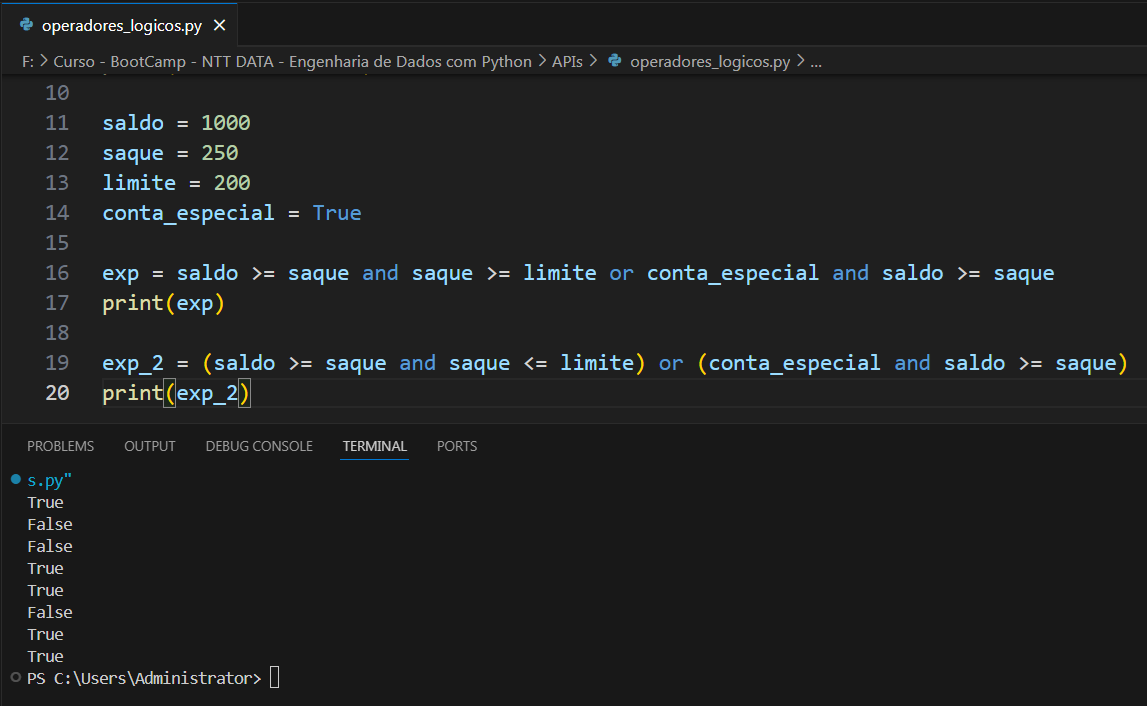 operadores_logicos.py
F: > Curso - BootCamp - NTT DATA - Engenharia de Dados com Python > APIs > operadores_logicos.py > ...
10
11 saldo = 1000
12 saque = 250
13 limite = 200
14 conta_especial = True
15
16 exp = saldo >= saque and saque >= limite or conta_especial and saldo >= saque
17 print(exp)
18
19 exp_2 = (saldo >= saque and saque <= limite) or (conta_especial and saldo >= saque)
20 print(exp_2)
PROBLEMS OUTPUT DEBUG CONSOLE TERMINAL PORTS
s.py"
True
False
False
True
True
False
True
True
PS C:\Users\Administrator>